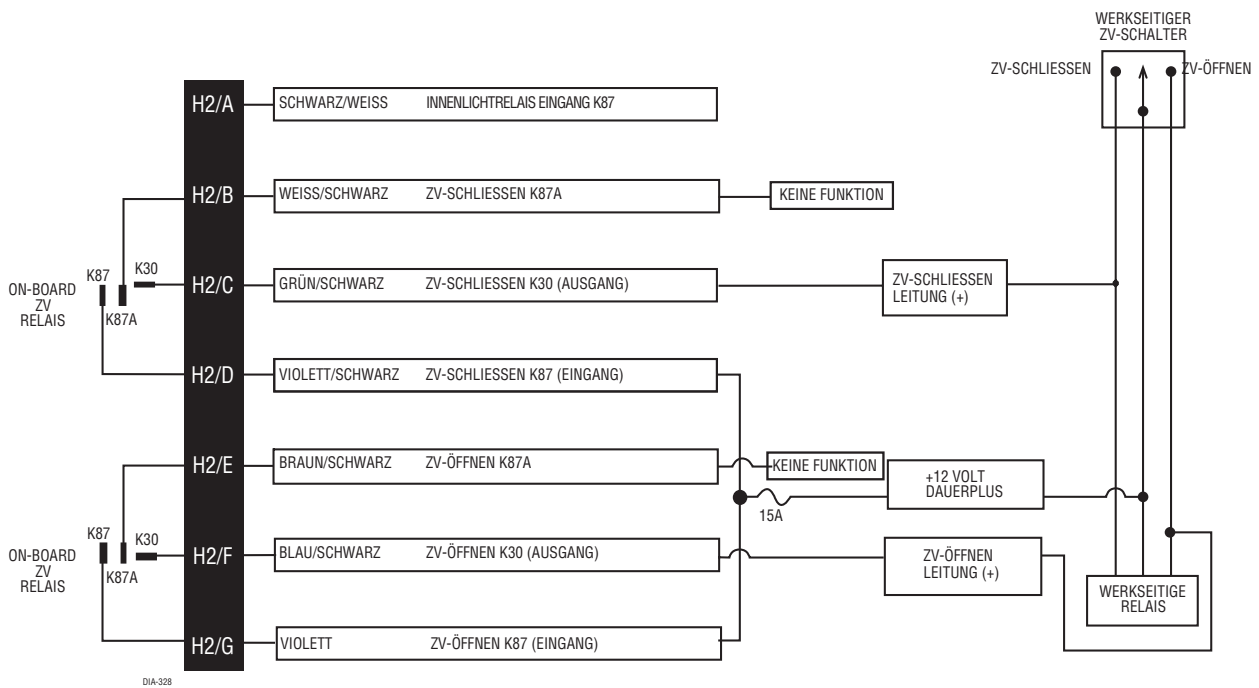 WERKSEITIGER
ZV-SCHALTER
ZV-SCHLIESSEN
ZV-ÖFFNEN
H2/A
SCHWARZ/WEISS INNENLICHTRELAIS EINGANG K87
H2/B
WEISS/SCHWARZ ZV-SCHLIESSEN K87A
KEINE FUNKTION
ON-BOARD
ZV
RELAIS
K87
K30
K87A
H2/C
GRÜN/SCHWARZ ZV-SCHLIESSEN K30 (AUSGANG)
ZV-SCHLIESSEN
LEITUNG (+)
H2/D
VIOLETT/SCHWARZ ZV-SCHLIESSEN K87 (EINGANG)
H2/E
BRAUN/SCHWARZ ZV-ÖFFNEN K87A
KEINE FUNKTION
15A
+12 VOLT
DAUERPLUS
ON-BOARD
ZV
RELAIS
K87
K30
K87A
H2/F
BLAU/SCHWARZ ZV-ÖFFNEN K30 (AUSGANG)
ZV-ÖFFNEN
LEITUNG (+)
WERKSEITIGE
RELAIS
H2/G
VIOLETT ZV-ÖFFNEN K87 (EINGANG)
DIA-328